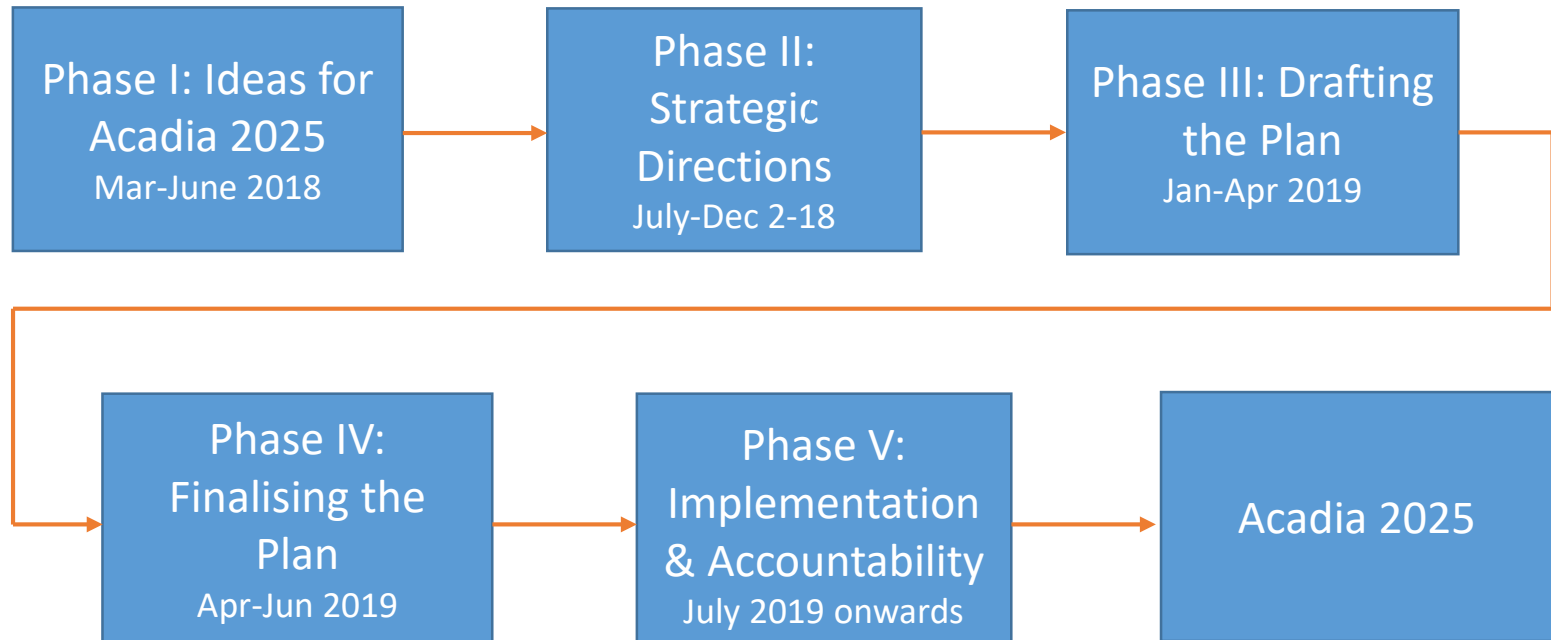 Phase I: Ideas for
Acadia 2025
Mar-June 2018
Phase II:
Strategic
Directions
July-Dec 2-18
Phase III: Drafting
the Plan
Jan-Apr 2019
Phase IV:
Finalising the
Plan
Apr-Jun 2019
Phase V:
Implementation
& Accountability
July 2019 onwards
Acadia 2025